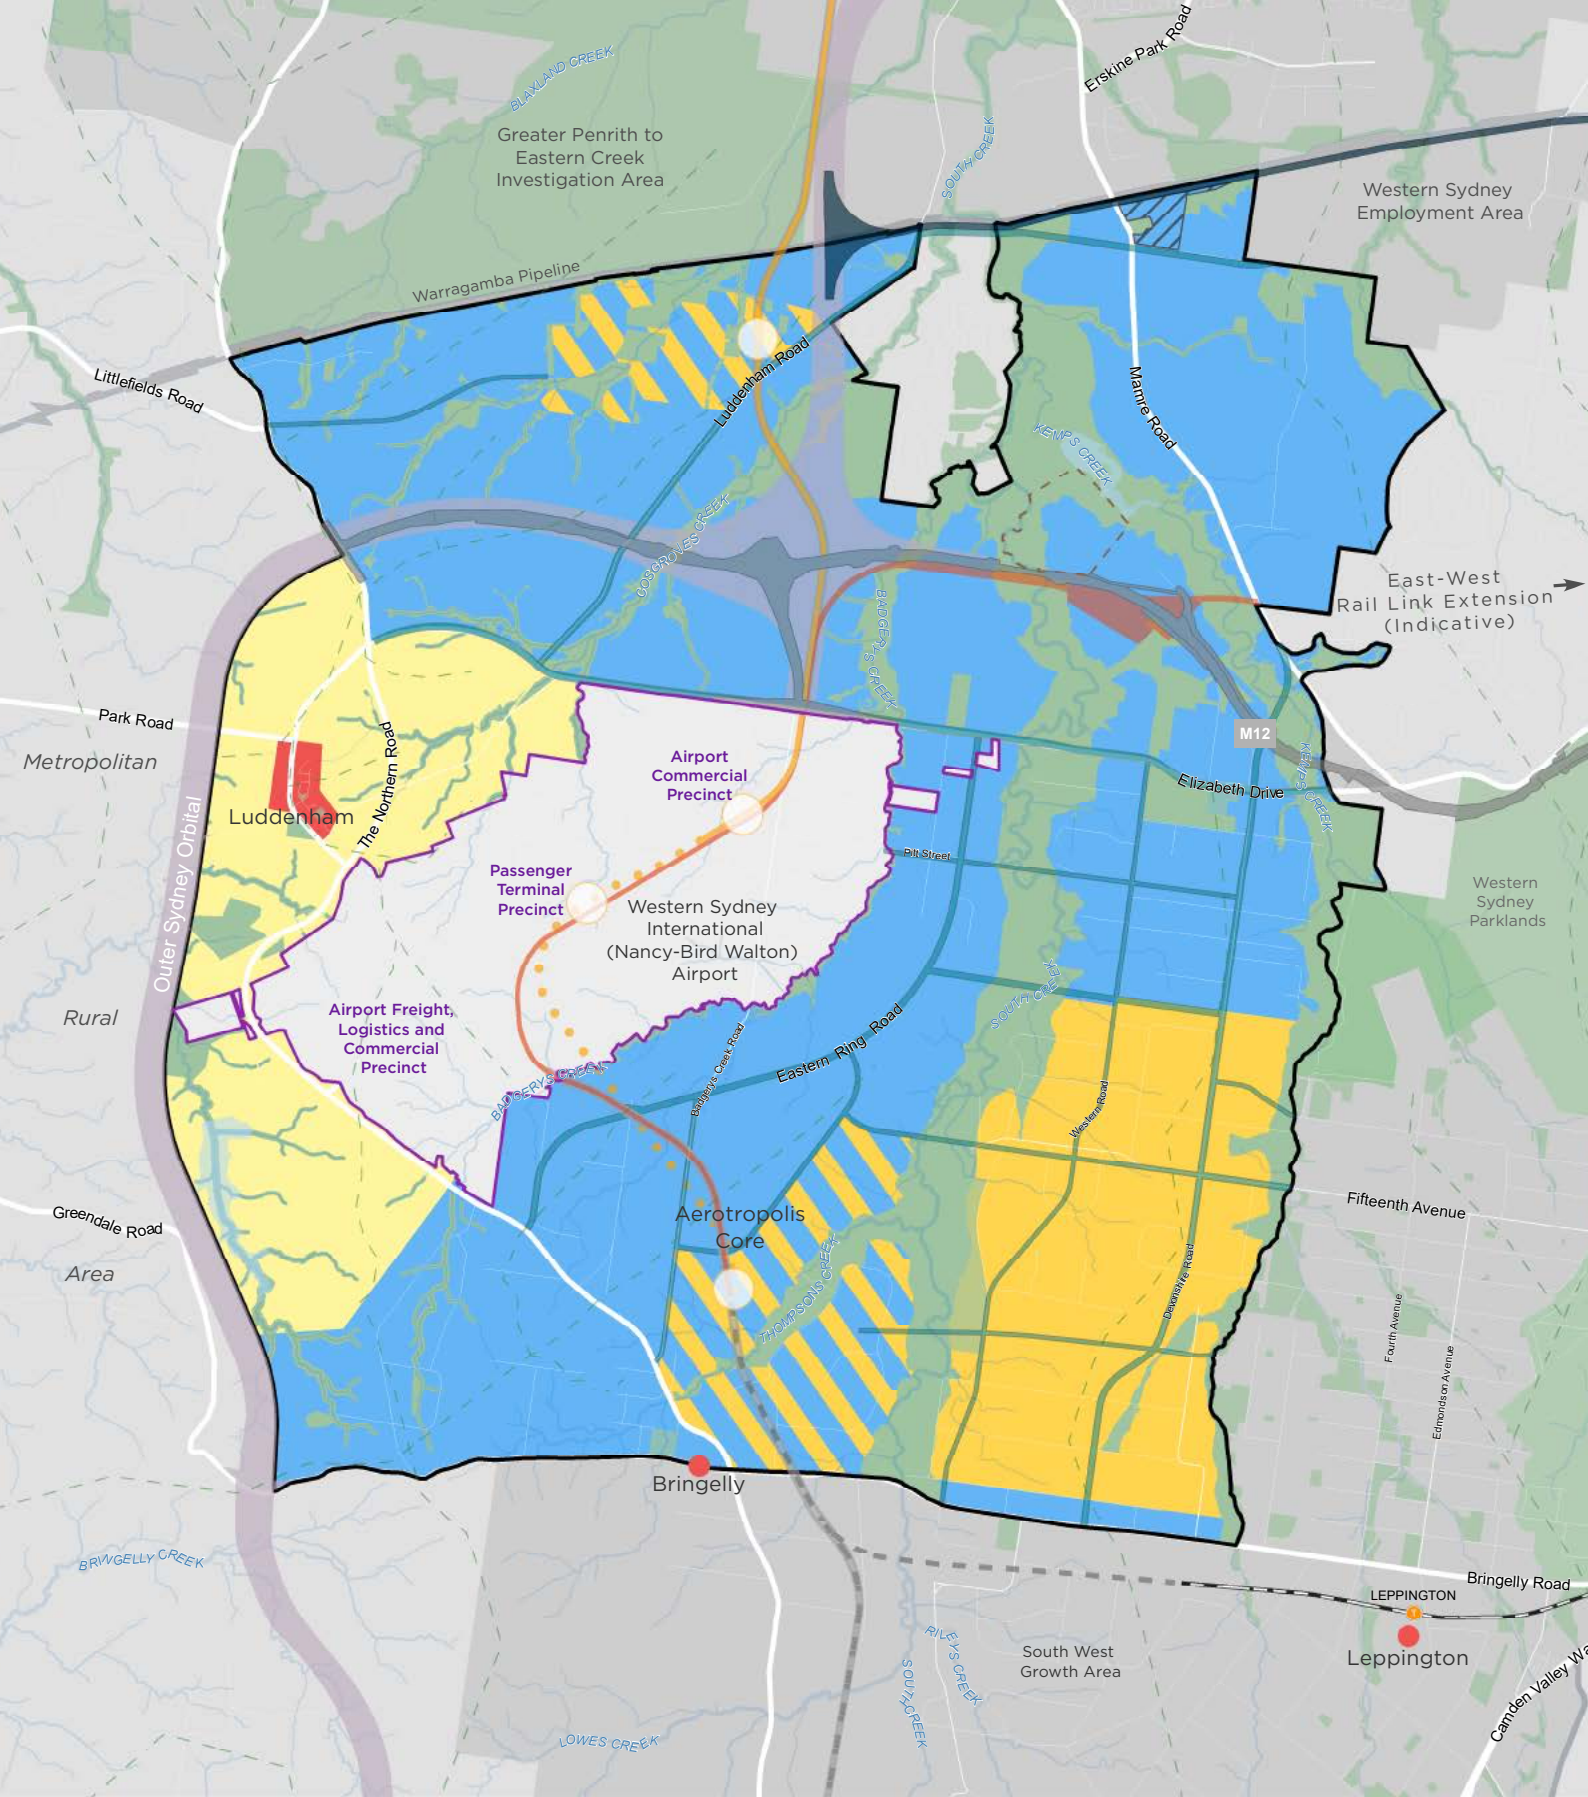 Erskine Park Road
BLAXLAND CREEK
Greater Penrith to
Eastern Creek
Investigation Area
SOUTH CREEK
Western Sydney
Employment Area
Warragamba Pipeline
Littlefields Road
Luddenham Road
Mamre Road
KEMPS CREEK
COSGROVES CREEK
BADGERYS CREEK
East-West
Rail Link Extension
(Indicative)
Park Road
Metropolitan
The Northern Road
Luddenham
Outer Sydney Orbital
Airport
Commercial
Precinct
M12
Elizabeth Drive
KEMPS CREEK
Pitt Street
Passenger
Terminal
Precinct
Western Sydney
International
(Nancy-Bird Walton)
Airport
Western
Sydney
Parklands
Rural
Airport Freight,
Logistics and
Commercial
Precinct
SOUTH CREEK
BADGERYS CREEK
Badgerys Creek Road
Eastern Ring Road
Western Road
Greendale Road
Area
Aerotropolis
Core
THOMPSONS CREEK
Devonshire Road
Fifteenth Avenue
Fourth Avenue
Edmondson Avenue
Bringelly
BRINGELLY CREEK
Bringelly Road
LEPPINGTON
T
Leppington
South West
Growth Area
RILEYS CREEK
SOUTH CREEK
LOWES CREEK
Camden Valley Wa